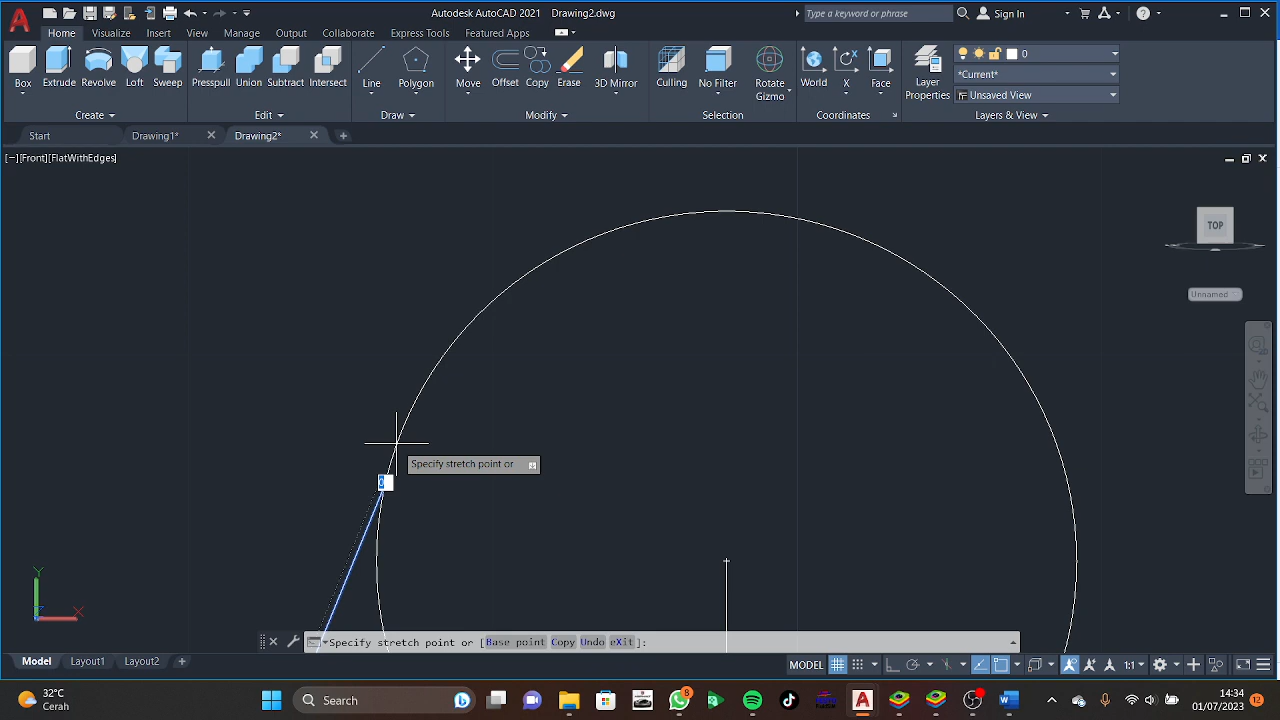 Autodesk AutoCAD 2021 Drawing2.dwg
Type a keyword or phrase
Sign In
Home Visualize Insert View Manage Output Collaborate Express Tools Featured Apps
Box Extrude Revolve Loft Sweep
Presspull Union Subtract Intersect
Line Polygon
Move Offset Copy Erase 3D Mirror
Culling No Filter Rotate Gizmo
World X Face
Layer Properties
0
*Current*
Unsaved View
Create Edit Draw Modify Selection Coordinates Layers & View
Start Drawing1* Drawing2*
[−][Front][FlatWithEdges]
TOP
Unnamed
Specify stretch point or
Y
X
Specify stretch point or [Base point Copy Undo eXit]:
Model Layout1 Layout2
MODEL
1:1
32°C
Cerah
Search
8
14:34
01/07/2023
12